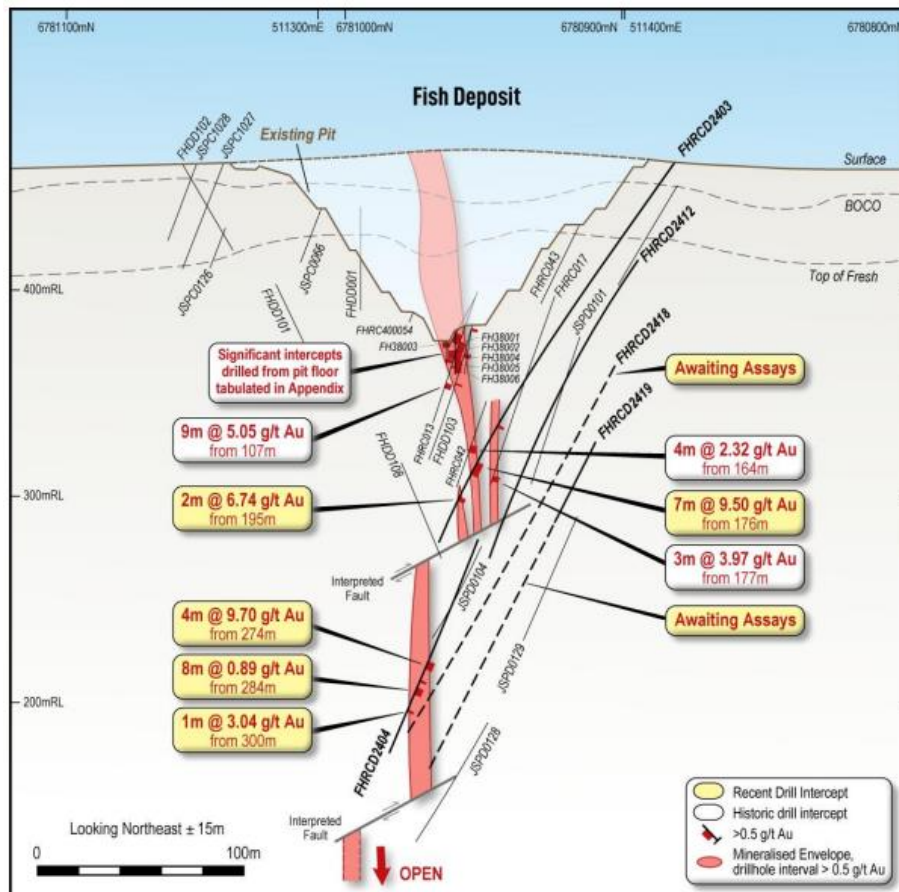 6781100mN
511300mE
6781000mN
6780900mN
511400mE
6780800mN
Fish Deposit
FHDD102
JSPC1028
JSPC1027
Existing Pit
FHRCD2403
Surface
BOCO
FHRCD2412
Top of Fresh
JSPC0126
JSPC0066
FHDD001
FHRC043
FHRC017
JSPD0101
400mRL
FHDD101
FHRC400054
FH38003
FH38001
FH38002
FH38004
FH38005
FH38006
FHRCD2418
Significant intercepts
drilled from pit floor
tabulated in Appendix
Awaiting Assays
FHRCD2419
9m @ 5.05 g/t Au
from 107m
FHRC013
FHDD103
FHRC042
FHDD108
4m @ 2.32 g/t Au
from 164m
300mRL
2m @ 6.74 g/t Au
from 195m
7m @ 9.50 g/t Au
from 176m
3m @ 3.97 g/t Au
from 177m
Interpreted
Fault
JSPD0104
4m @ 9.70 g/t Au
from 274m
Awaiting Assays
JSPD0129
8m @ 0.89 g/t Au
from 284m
200mRL
1m @ 3.04 g/t Au
from 300m
FHRCD2404
JSPD0128
Interpreted
Fault
Looking Northeast ± 15m
0
100m
OPEN
Recent Drill Intercept
Historic drill intercept
>0.5 g/t Au
Mineralised Envelope,
drillhole interval > 0.5 g/t Au